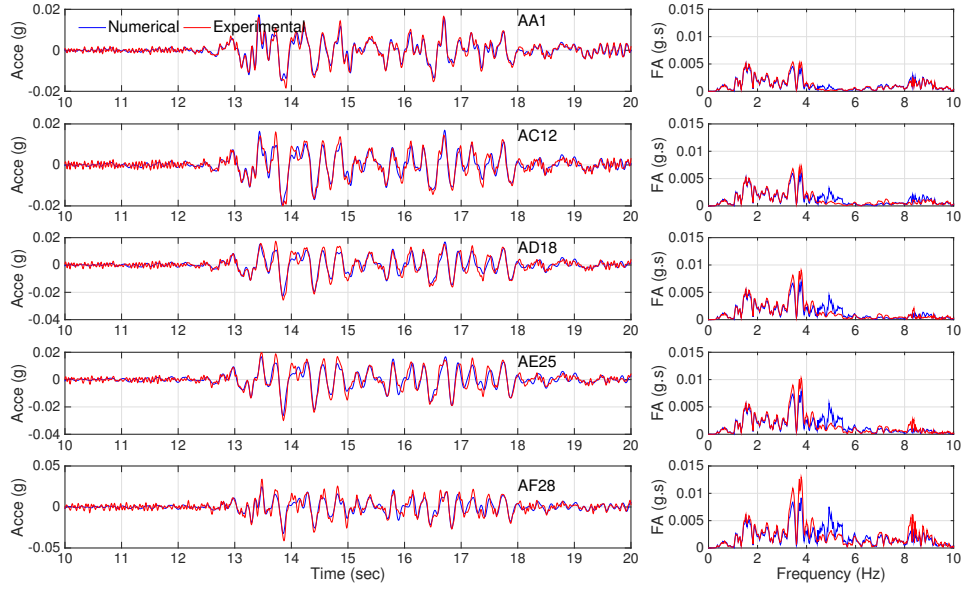 Numerical Experimental
AA1
Acce (g)
0.02
0
-0.02
10 11 12 13 14 15 16 17 18 19 20
FA (g.s)
0.015
0.01
0.005
0
0 2 4 6 8 10
AC12
Acce (g)
0.02
0
-0.02
10 11 12 13 14 15 16 17 18 19 20
FA (g.s)
0.015
0.01
0.005
0
0 2 4 6 8 10
AD18
Acce (g)
0.02
0
-0.02
-0.04
10 11 12 13 14 15 16 17 18 19 20
FA (g.s)
0.015
0.01
0.005
0
0 2 4 6 8 10
AE25
Acce (g)
0.02
0
-0.02
-0.04
10 11 12 13 14 15 16 17 18 19 20
FA (g.s)
0.015
0.01
0.005
0
0 2 4 6 8 10
AF28
Acce (g)
0.05
0
-0.05
10 11 12 13 14 15 16 17 18 19 20
Time (sec)
FA (g.s)
0.015
0.01
0.005
0
0 2 4 6 8 10
Frequency (Hz)